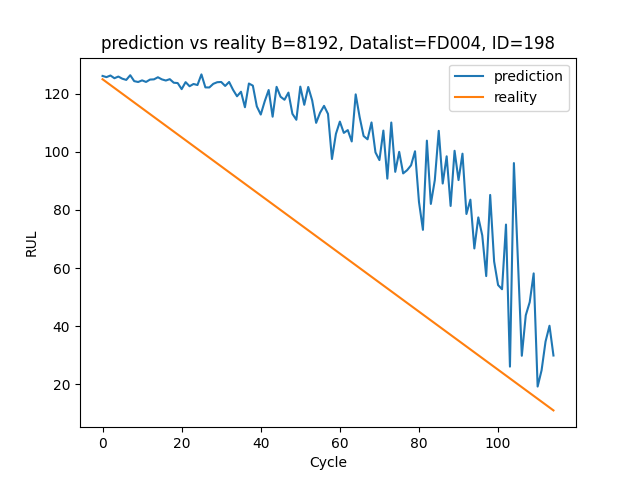 prediction vs reality B=8192, Datalist=FD004, ID=198
prediction
reality
120
100
80
60
40
20
RUL
0 20 40 60 80 100
Cycle